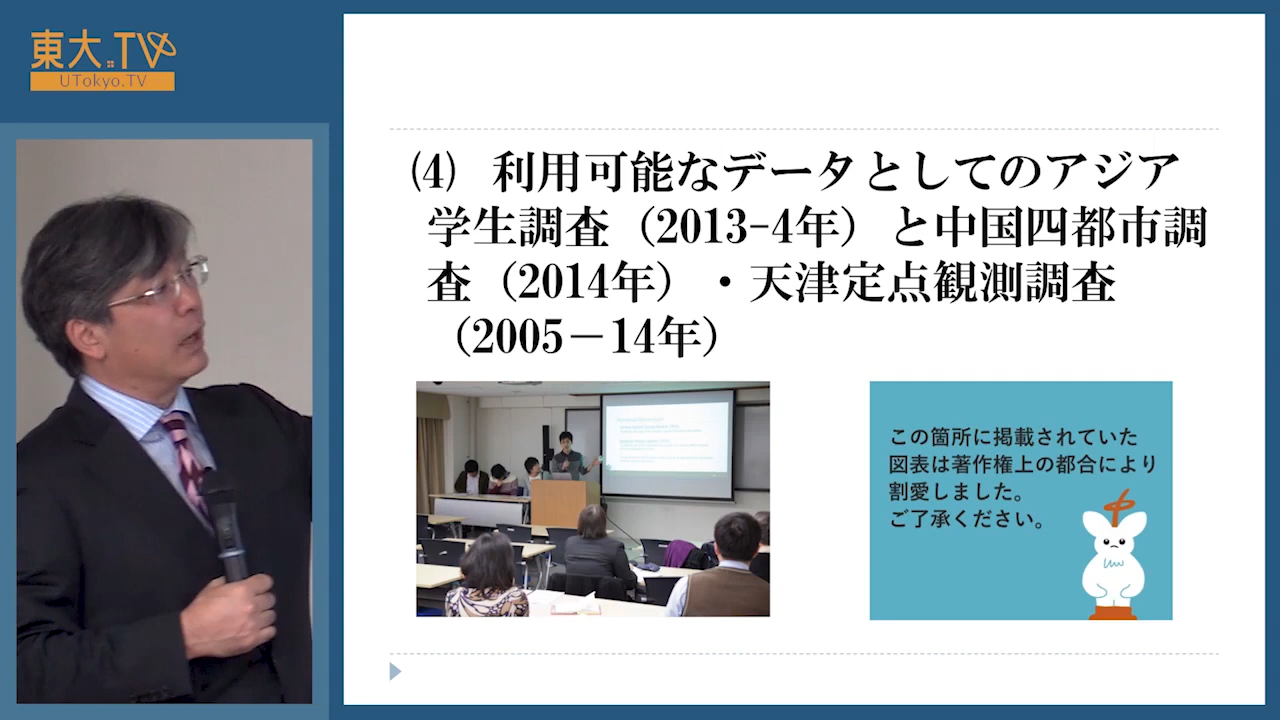 東大.TV
UTokyo.TV
(4) 利用可能なデータとしてのアジア
学生調査（2013-4年）と中国四都市調
査（2014年）・天津定点観測調査
（2005－14年）
この箇所に掲載されていた
図表は著作権上の都合により
割愛しました。
ご了承ください。